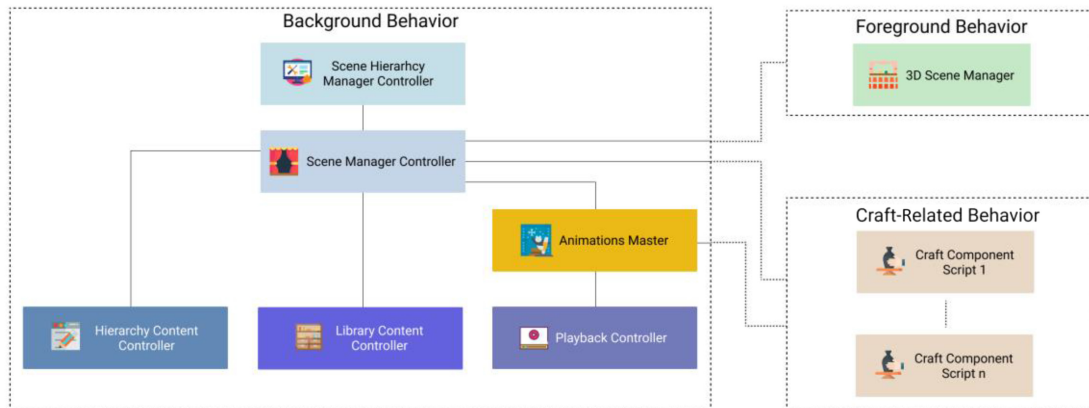 Background Behavior
Scene Hierarhcy
Manager Controller
Scene Manager Controller
Animations Master
Hierarchy Content
Controller
Library Content
Controller
Playback Controller
Foreground Behavior
3D Scene Manager
Craft-Related Behavior
Craft Component
Script 1
Craft Component
Script n